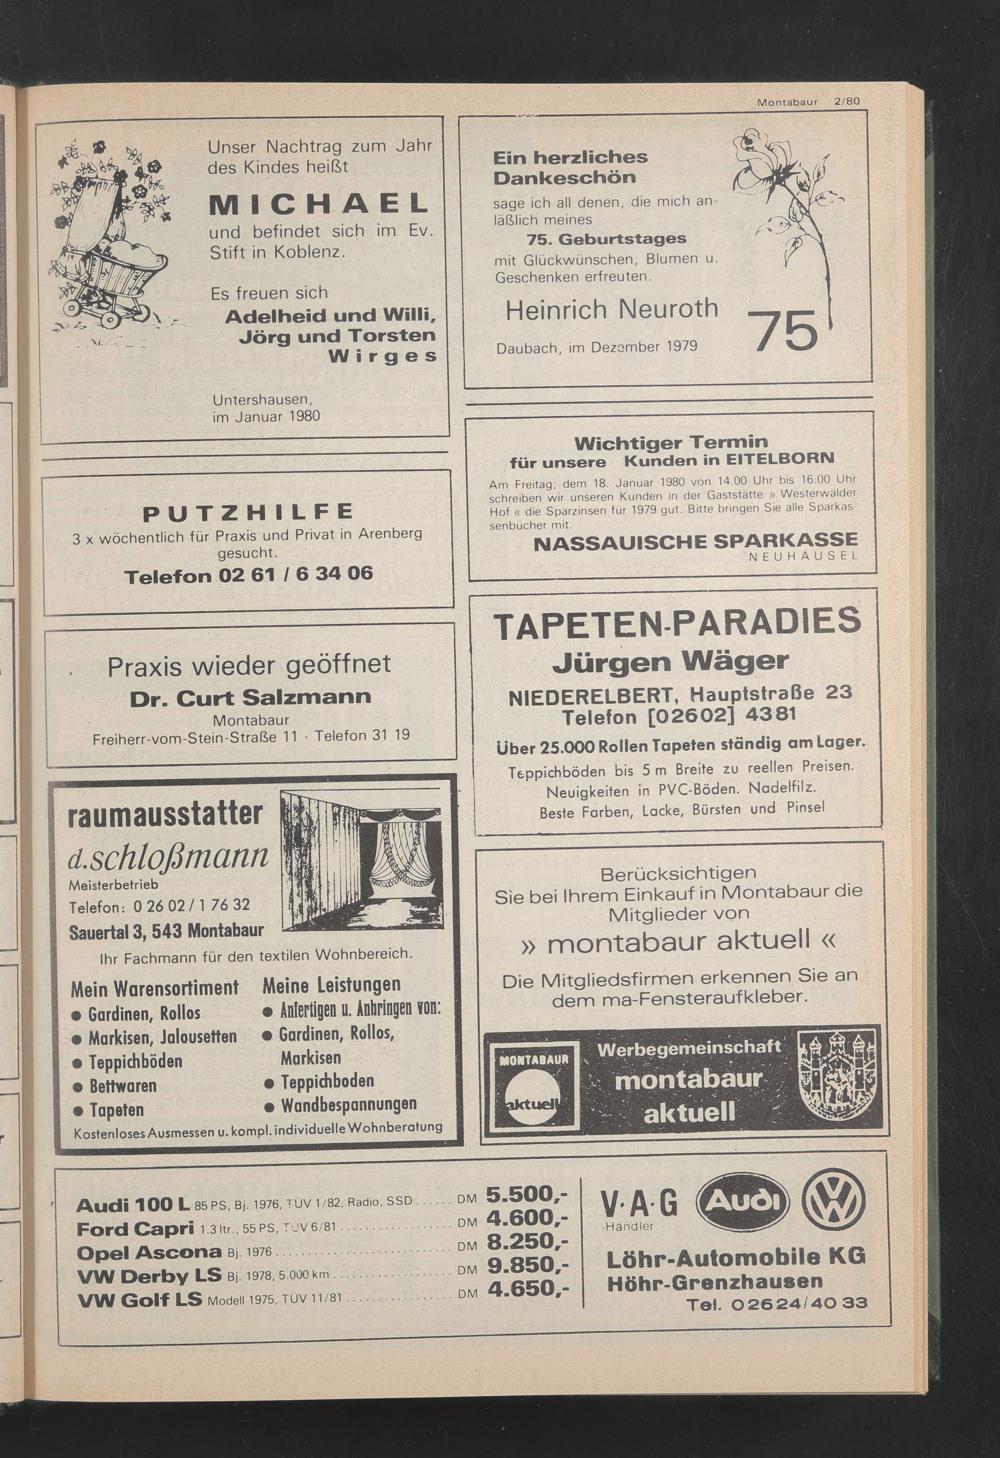 Montabaur 2/80
Unser Nachtrag zum Jahr
des Kindes heißt
MICHAEL
und befindet sich im Ev.
Stift in Koblenz.
Es freuen sich
Adelheid und Willi,
Jörg und Torsten
Wirges
Untershausen,
im Januar 1980
PUTZHILFE
3 x wöchentlich für Praxis und Privat in Arenberg
gesucht.
Telefon 02 61 / 6 34 06
Praxis wieder geöffnet
Dr. Curt Salzmann
Montabaur
Freiherr-vom-Stein-Straße 11 · Telefon 31 19
raumausstatter
d.schloßmann
Meisterbetrieb
Telefon: 0 26 02 / 1 76 32
Sauertal 3, 543 Montabaur
Ihr Fachmann für den textilen Wohnbereich.
Mein Warensortiment
● Gardinen, Rollos
● Markisen, Jalousetten
● Teppichböden
● Bettwaren
● Tapeten
Meine Leistungen
● Anfertigen u. Anbringen von:
● Gardinen, Rollos,
Markisen
● Teppichboden
● Wandbespannungen
Kostenloses Ausmessen u. kompl. individuelle Wohnberatung
Ein herzliches
Dankeschön
sage ich all denen, die mich an-
läßlich meines
75. Geburtstages
mit Glückwünschen, Blumen u.
Geschenken erfreuten.
Heinrich Neuroth
75
Daubach, im Dezember 1979
Wichtiger Termin
für unsere Kunden in EITELBORN
Am Freitag, dem 18. Januar 1980 von 14.00 Uhr bis 16.00 Uhr
schreiben wir unseren Kunden in der Gaststätte » Westerwälder
Hof « die Sparzinsen für 1979 gut. Bitte bringen Sie alle Sparkas
senbücher mit.
NASSAUISCHE SPARKASSE
NEUHÄUSEL
TAPETEN-PARADIES
Jürgen Wäger
NIEDERELBERT, Hauptstraße 23
Telefon [02602] 4381
Über 25.000 Rollen Tapeten ständig am Lager.
Teppichböden bis 5 m Breite zu reellen Preisen.
Neuigkeiten in PVC-Böden. Nadelfilz.
Beste Farben, Lacke, Bürsten und Pinsel
Berücksichtigen
Sie bei Ihrem Einkauf in Montabaur die
Mitglieder von
» montabaur aktuell «
Die Mitgliedsfirmen erkennen Sie an
dem ma-Fensteraufkleber.
MONTABAUR
aktuell
Werbegemeinschaft
montabaur
aktuell
Audi 100 L 85 PS, Bj. 1976, TÜV 1/82, Radio, SSD ...... DM 5.500,-
Ford Capri 1.3 ltr., 55 PS, TÜV 6/81 .................. DM 4.600,-
Opel Ascona Bj. 1976 .......................... DM 8.250,-
VW Derby LS Bj. 1978, 5.000 km .................. DM 9.850,-
VW Golf LS Modell 1975, TÜV 11/81 ................ DM 4.650,-
V·A·G Audi VW
-Händler
Löhr-Automobile KG
Höhr-Grenzhausen
Tel. 02624/40 33